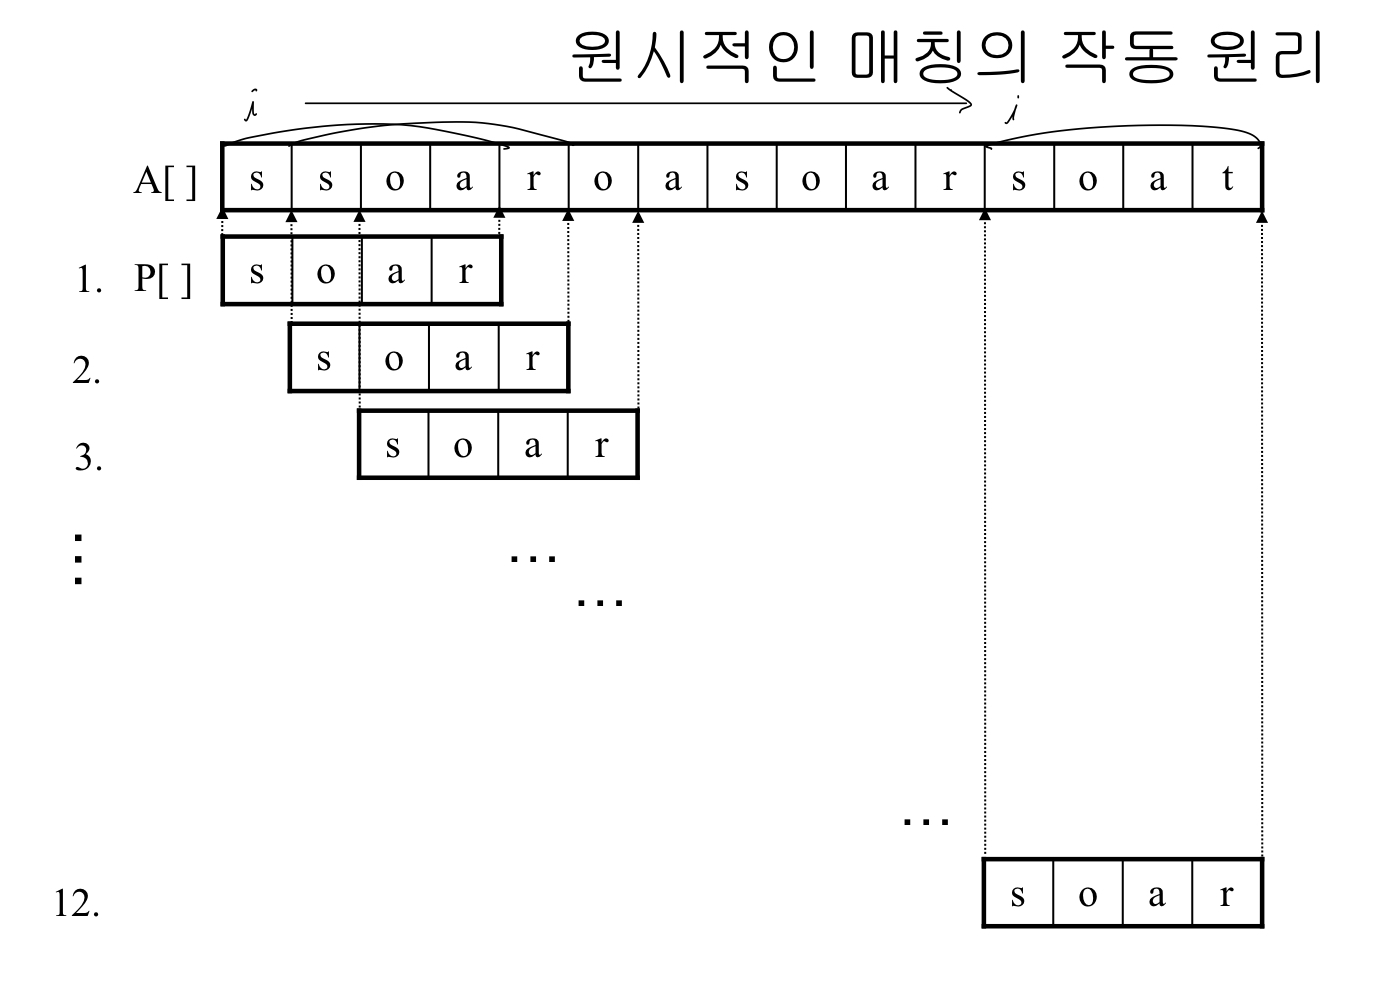 원시적인 매칭의 작동 원리
i i
A[ ] s s o a r o a s o a r s o a t
1. P[ ] s o a r
2. s o a r
3. s o a r
⋮ ...
...
...
12. s o a r